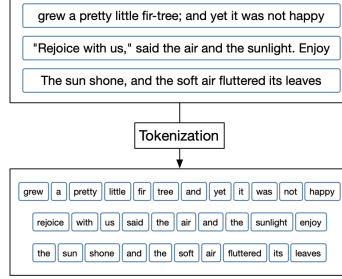 grew a pretty little fir-tree; and yet it was not happy
"Rejoice with us," said the air and the sunlight. Enjoy
The sun shone, and the soft air fluttered its leaves
Tokenization
grew a pretty little fir tree and yet it was not happy
rejoice with us said the air and the sunlight enjoy
the sun shone and the soft air fluttered its leaves